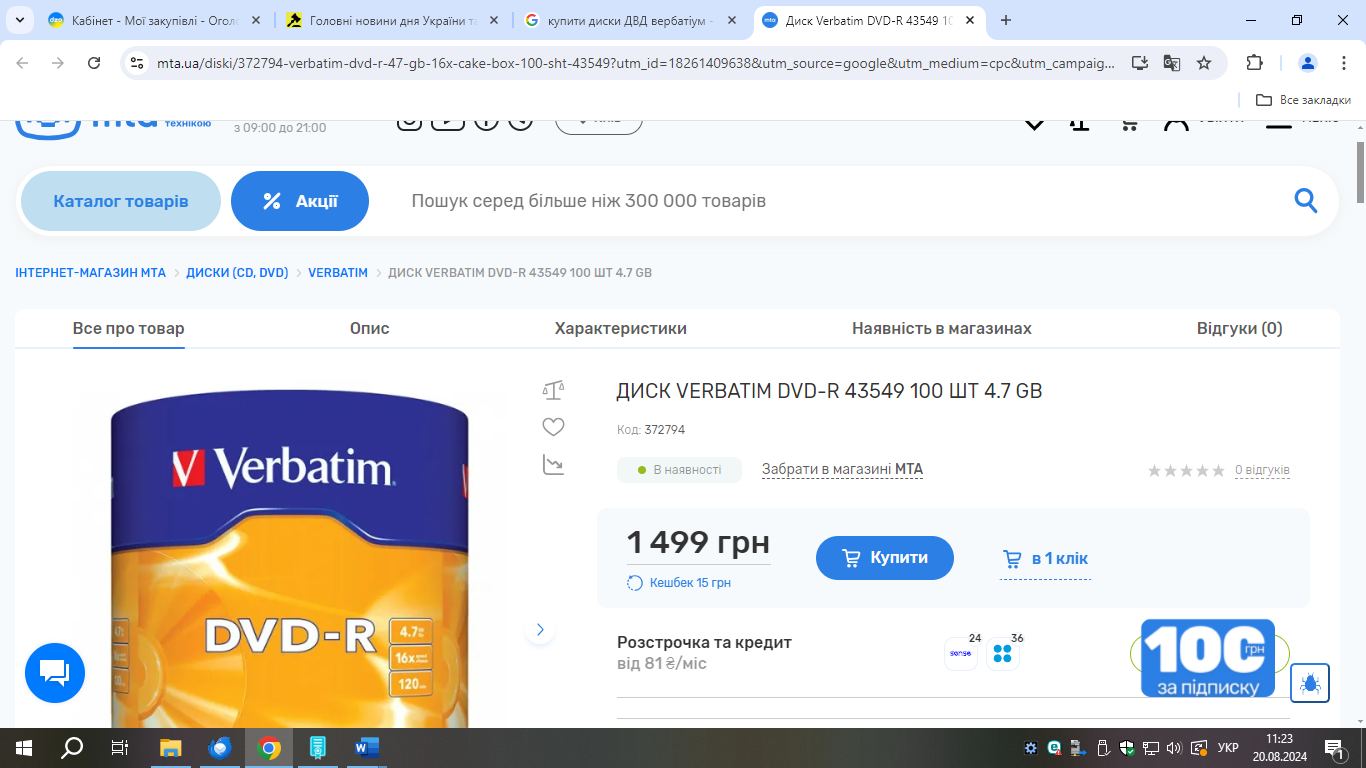 Кабінет - Мої закупівлі - Огол
Головні новини дня України та
купити диски ДВД вербатіум -
Диск Verbatim DVD-R 43549 10
mta.ua/diski/372794-verbatim-dvd-r-47-gb-16x-cake-box-100-sht-43549?utm_id=18261409638&utm_source=google&utm_medium=cpc&utm_campaig...
Все закладки
mta
технікою
з 09:00 до 21:00
Каталог товарів
% Акції
Пошук серед більше ніж 300 000 товарів
ІНТЕРНЕТ-МАГАЗИН МТА
ДИСКИ (CD, DVD)
VERBATIM
ДИСК VERBATIM DVD-R 43549 100 ШТ 4.7 GB
Все про товар
Опис
Характеристики
Наявність в магазинах
Відгуки (0)
ДИСК VERBATIM DVD-R 43549 100 ШТ 4.7 GB
Код: 372794
В наявності
Забрати в магазині МТА
0 відгуків
1 499 грн
Купити
в 1 клік
Кешбек 15 грн
Verbatim
DVD-R
4.7
16x
120
Розстрочка та кредит
від 81 ₴/міс
sense
24
36
100 грн
за підписку
УКР
11:23
20.08.2024
1